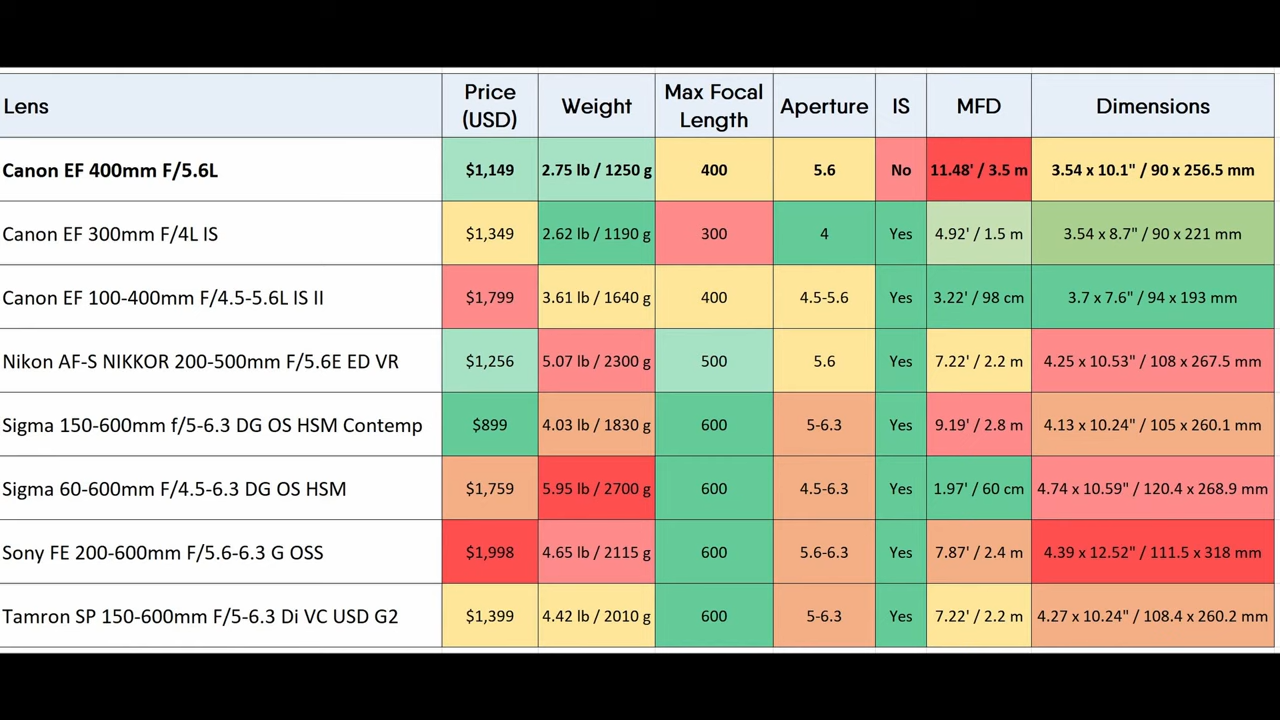 Lens Price (USD) Weight Max Focal Length Aperture IS MFD Dimensions
Canon EF 400mm F/5.6L $1,149 2.75 lb / 1250 g 400 5.6 No 11.48' / 3.5 m 3.54 x 10.1" / 90 x 256.5 mm
Canon EF 300mm F/4L IS $1,349 2.62 lb / 1190 g 300 4 Yes 4.92' / 1.5 m 3.54 x 8.7" / 90 x 221 mm
Canon EF 100-400mm F/4.5-5.6L IS II $1,799 3.61 lb / 1640 g 400 4.5-5.6 Yes 3.22' / 98 cm 3.7 x 7.6" / 94 x 193 mm
Nikon AF-S NIKKOR 200-500mm F/5.6E ED VR $1,256 5.07 lb / 2300 g 500 5.6 Yes 7.22' / 2.2 m 4.25 x 10.53" / 108 x 267.5 mm
Sigma 150-600mm f/5-6.3 DG OS HSM Contemp $899 4.03 lb / 1830 g 600 5-6.3 Yes 9.19' / 2.8 m 4.13 x 10.24" / 105 x 260.1 mm
Sigma 60-600mm F/4.5-6.3 DG OS HSM $1,759 5.95 lb / 2700 g 600 4.5-6.3 Yes 1.97' / 60 cm 4.74 x 10.59" / 120.4 x 268.9 mm
Sony FE 200-600mm F/5.6-6.3 G OSS $1,998 4.65 lb / 2115 g 600 5.6-6.3 Yes 7.87' / 2.4 m 4.39 x 12.52" / 111.5 x 318 mm
Tamron SP 150-600mm F/5-6.3 Di VC USD G2 $1,399 4.42 lb / 2010 g 600 5-6.3 Yes 7.22' / 2.2 m 4.27 x 10.24" / 108.4 x 260.2 mm